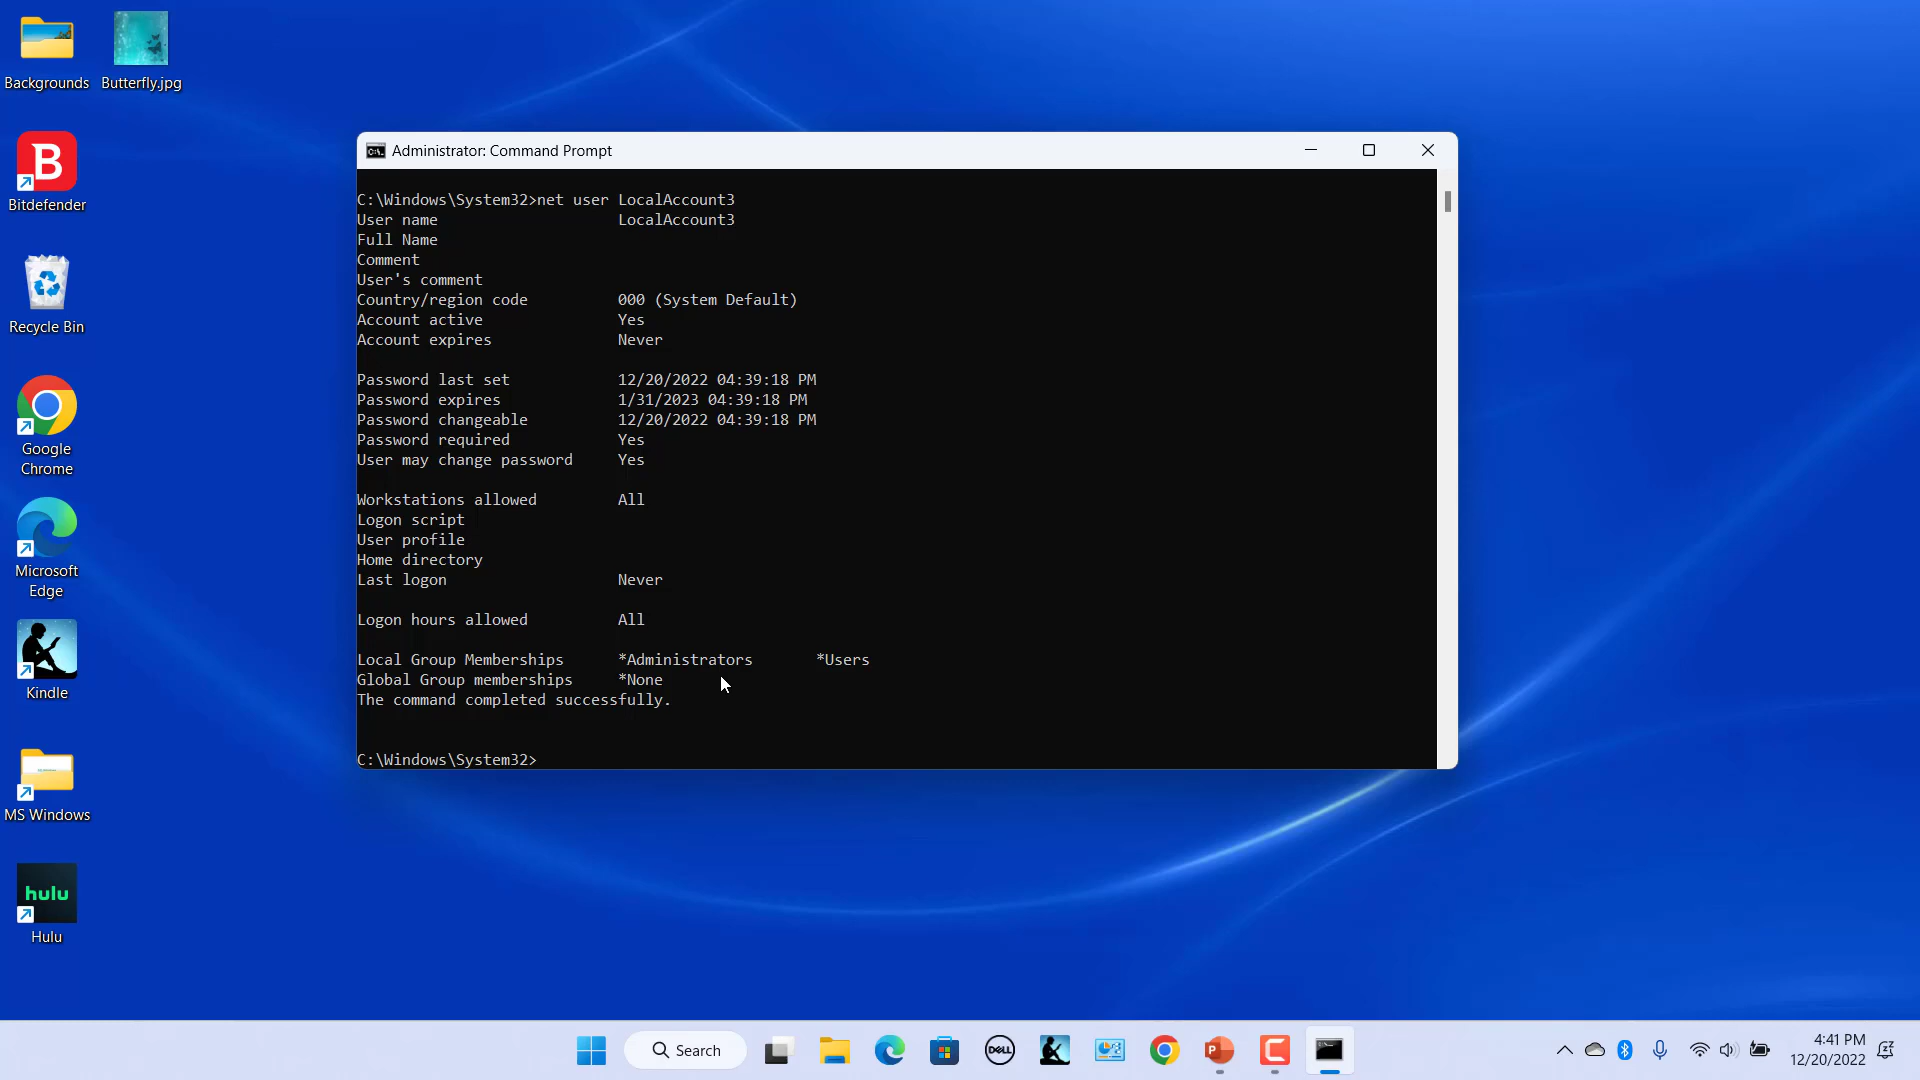 Backgrounds
Butterfly.jpg
B
Bitdefender
Recycle Bin
Google
Chrome
Microsoft
Edge
Kindle
MS Windows
hulu
Hulu
C:\. Administrator: Command Prompt
C:\Windows\System32>net user LocalAccount3
User name LocalAccount3
Full Name
Comment
User's comment
Country/region code 000 (System Default)
Account active Yes
Account expires Never
Password last set 12/20/2022 04:39:18 PM
Password expires 1/31/2023 04:39:18 PM
Password changeable 12/20/2022 04:39:18 PM
Password required Yes
User may change password Yes
Workstations allowed All
Logon script
User profile
Home directory
Last logon Never
Logon hours allowed All
Local Group Memberships *Administrators *Users
Global Group memberships *None
The command completed successfully.
C:\Windows\System32>
Search
DELL
P
C
4:41 PM
12/20/2022